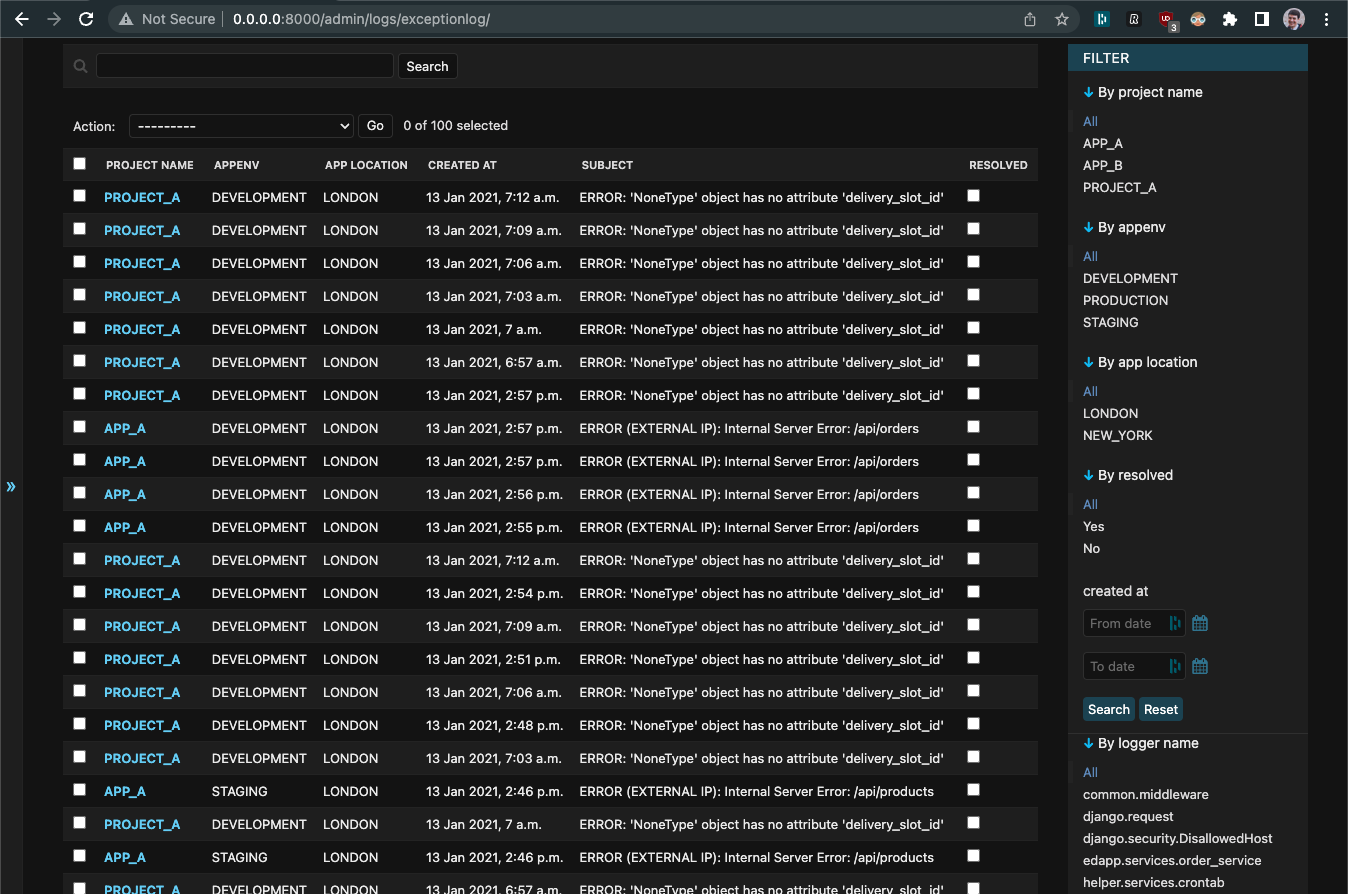 Not Secure | 0.0.0.0:8000/admin/logs/exceptionlog/
3
Search
Action: --------- Go 0 of 100 selected
PROJECT NAME APPENV APP LOCATION CREATED AT SUBJECT RESOLVED
PROJECT_A DEVELOPMENT LONDON 13 Jan 2021, 7:12 a.m. ERROR: 'NoneType' object has no attribute 'delivery_slot_id'
PROJECT_A DEVELOPMENT LONDON 13 Jan 2021, 7:09 a.m. ERROR: 'NoneType' object has no attribute 'delivery_slot_id'
PROJECT_A DEVELOPMENT LONDON 13 Jan 2021, 7:06 a.m. ERROR: 'NoneType' object has no attribute 'delivery_slot_id'
PROJECT_A DEVELOPMENT LONDON 13 Jan 2021, 7:03 a.m. ERROR: 'NoneType' object has no attribute 'delivery_slot_id'
PROJECT_A DEVELOPMENT LONDON 13 Jan 2021, 7 a.m. ERROR: 'NoneType' object has no attribute 'delivery_slot_id'
PROJECT_A DEVELOPMENT LONDON 13 Jan 2021, 6:57 a.m. ERROR: 'NoneType' object has no attribute 'delivery_slot_id'
PROJECT_A DEVELOPMENT LONDON 13 Jan 2021, 2:57 p.m. ERROR: 'NoneType' object has no attribute 'delivery_slot_id'
APP_A DEVELOPMENT LONDON 13 Jan 2021, 2:57 p.m. ERROR (EXTERNAL IP): Internal Server Error: /api/orders
APP_A DEVELOPMENT LONDON 13 Jan 2021, 2:57 p.m. ERROR (EXTERNAL IP): Internal Server Error: /api/orders
APP_A DEVELOPMENT LONDON 13 Jan 2021, 2:56 p.m. ERROR (EXTERNAL IP): Internal Server Error: /api/orders
APP_A DEVELOPMENT LONDON 13 Jan 2021, 2:55 p.m. ERROR (EXTERNAL IP): Internal Server Error: /api/orders
PROJECT_A DEVELOPMENT LONDON 13 Jan 2021, 7:12 a.m. ERROR: 'NoneType' object has no attribute 'delivery_slot_id'
PROJECT_A DEVELOPMENT LONDON 13 Jan 2021, 2:54 p.m. ERROR: 'NoneType' object has no attribute 'delivery_slot_id'
PROJECT_A DEVELOPMENT LONDON 13 Jan 2021, 7:09 a.m. ERROR: 'NoneType' object has no attribute 'delivery_slot_id'
PROJECT_A DEVELOPMENT LONDON 13 Jan 2021, 2:51 p.m. ERROR: 'NoneType' object has no attribute 'delivery_slot_id'
PROJECT_A DEVELOPMENT LONDON 13 Jan 2021, 7:06 a.m. ERROR: 'NoneType' object has no attribute 'delivery_slot_id'
PROJECT_A DEVELOPMENT LONDON 13 Jan 2021, 2:48 p.m. ERROR: 'NoneType' object has no attribute 'delivery_slot_id'
PROJECT_A DEVELOPMENT LONDON 13 Jan 2021, 7:03 a.m. ERROR: 'NoneType' object has no attribute 'delivery_slot_id'
APP_A STAGING LONDON 13 Jan 2021, 2:46 p.m. ERROR (EXTERNAL IP): Internal Server Error: /api/products
PROJECT_A DEVELOPMENT LONDON 13 Jan 2021, 7 a.m. ERROR: 'NoneType' object has no attribute 'delivery_slot_id'
APP_A STAGING LONDON 13 Jan 2021, 2:46 p.m. ERROR (EXTERNAL IP): Internal Server Error: /api/products
PROJECT_A DEVELOPMENT LONDON 13 Jan 2021, 6:57 a.m. ERROR: 'NoneType' object has no attribute 'delivery_slot_id'
FILTER
By project name
All
APP_A
APP_B
PROJECT_A
By appenv
All
DEVELOPMENT
PRODUCTION
STAGING
By app location
All
LONDON
NEW_YORK
By resolved
All
Yes
No
created at
From date
To date
Search Reset
By logger name
All
common.middleware
django.request
django.security.DisallowedHost
edapp.services.order_service
helper.services.crontab